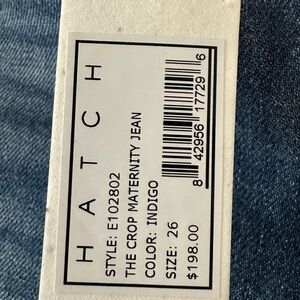 HATCH
STYLE: E102802
THE CROP MATERNITY JEAN
COLOR: INDIGO
SIZE: 26
$198.00
8 42956 17729 6